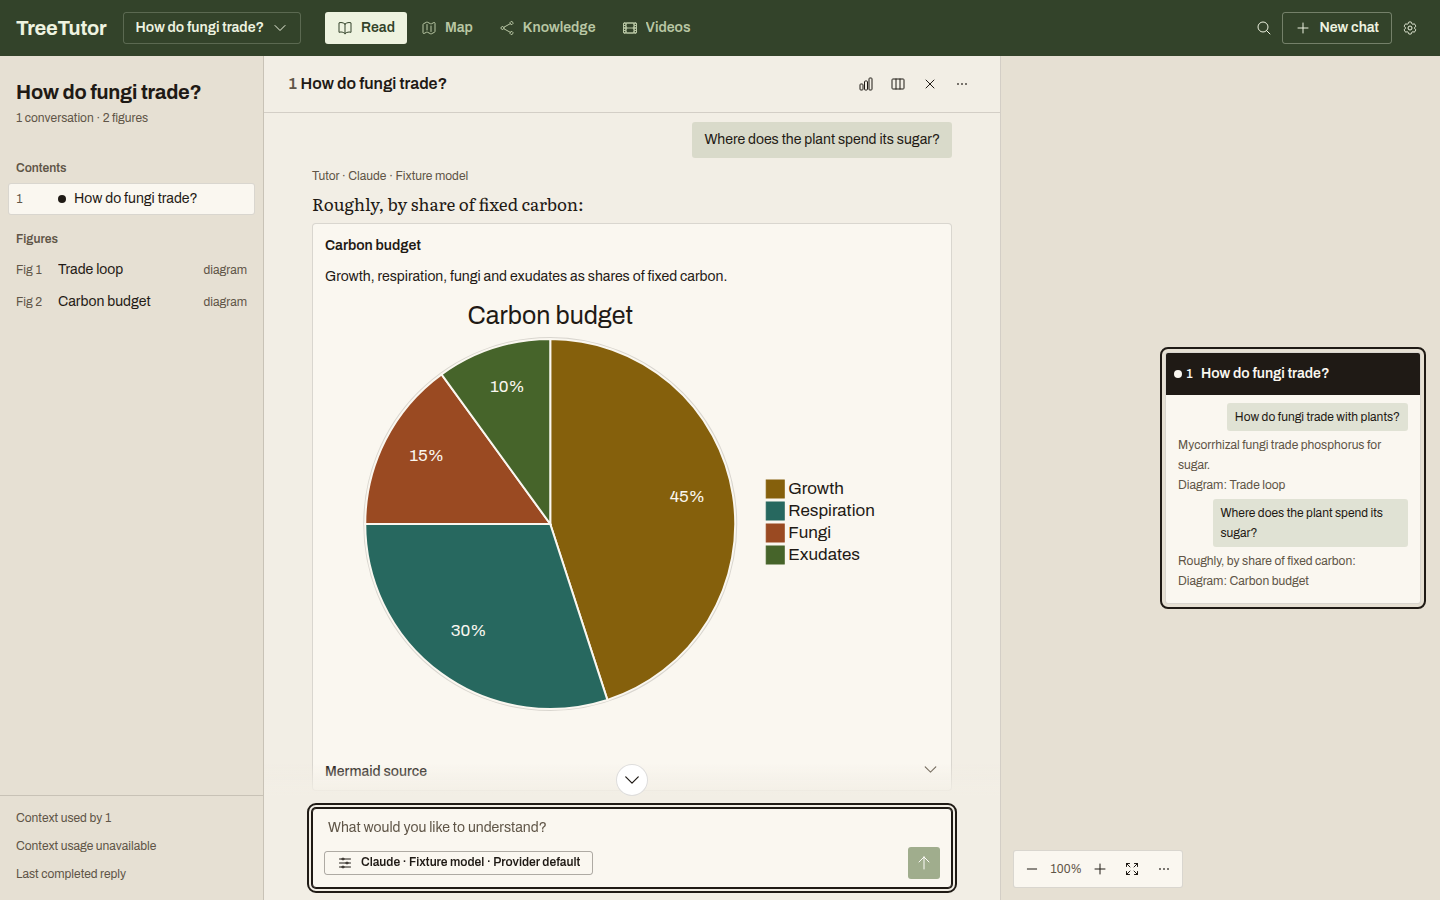 TreeTutor
How do fungi trade?
Read
Map
Knowledge
Videos
New chat
How do fungi trade?
1 conversation · 2 figures
Contents
1 How do fungi trade?
Figures
Fig 1 Trade loop diagram
Fig 2 Carbon budget diagram
Context used by 1
Context usage unavailable
Last completed reply
1 How do fungi trade?
Where does the plant spend its sugar?
Tutor · Claude · Fixture model
Roughly, by share of fixed carbon:
Carbon budget
Growth, respiration, fungi and exudates as shares of fixed carbon.
Carbon budget
10%
15%
45%
30%
Growth
Respiration
Fungi
Exudates
Mermaid source
What would you like to understand?
Claude · Fixture model · Provider default
1 How do fungi trade?
How do fungi trade with plants?
Mycorrhizal fungi trade phosphorus for
sugar.
Diagram: Trade loop
Where does the plant spend its
sugar?
Roughly, by share of fixed carbon:
Diagram: Carbon budget
100%